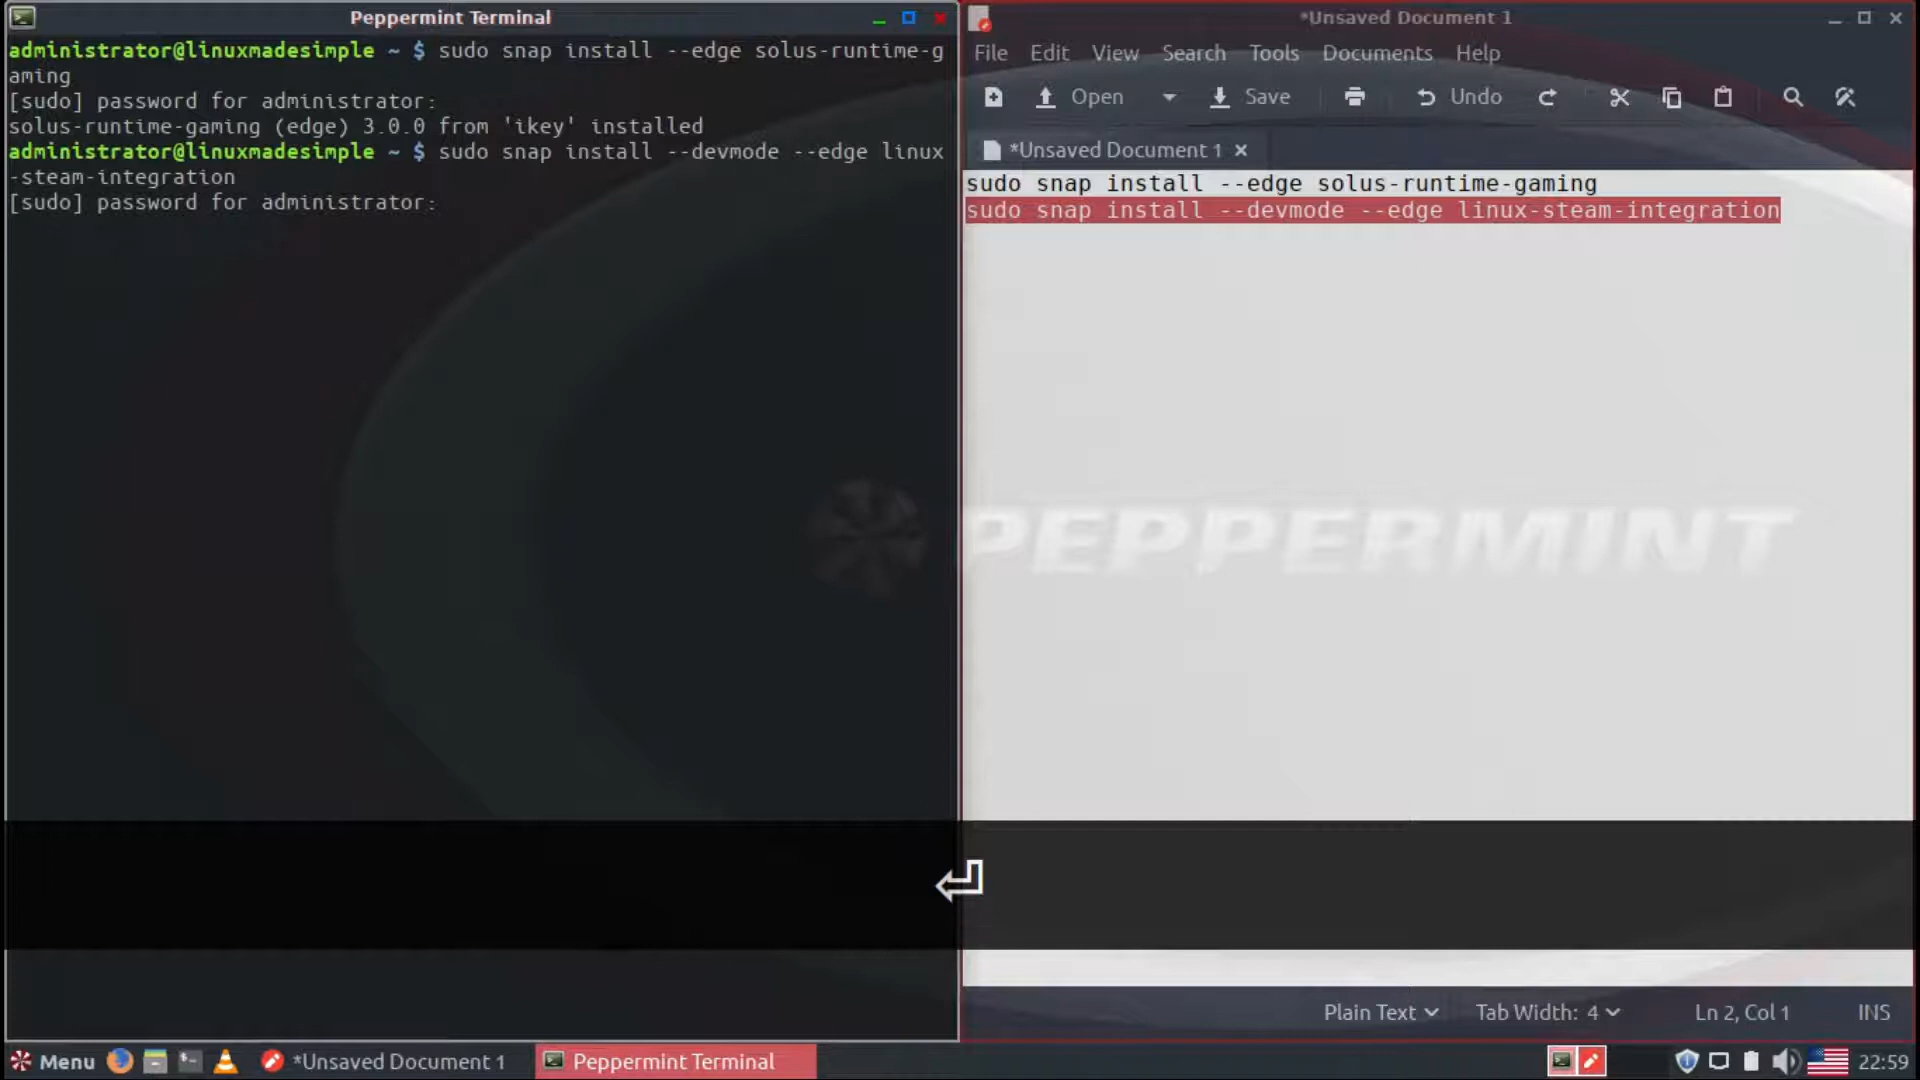 Peppermint Terminal
administrator@linuxmadesimple ~ $ sudo snap install --edge solus-runtime-g
aming
[sudo] password for administrator:
solus-runtime-gaming (edge) 3.0.0 from 'ikey' installed
administrator@linuxmadesimple ~ $ sudo snap install --devmode --edge linux
-steam-integration
[sudo] password for administrator:
*Unsaved Document 1
File Edit View Search Tools Documents Help
Open Save Undo
*Unsaved Document 1
sudo snap install --edge solus-runtime-gaming
sudo snap install --devmode --edge linux-steam-integration
PEPPERMINT
Plain Text Tab Width: 4 Ln 2, Col 1 INS
Menu *Unsaved Document 1 Peppermint Terminal 22:59